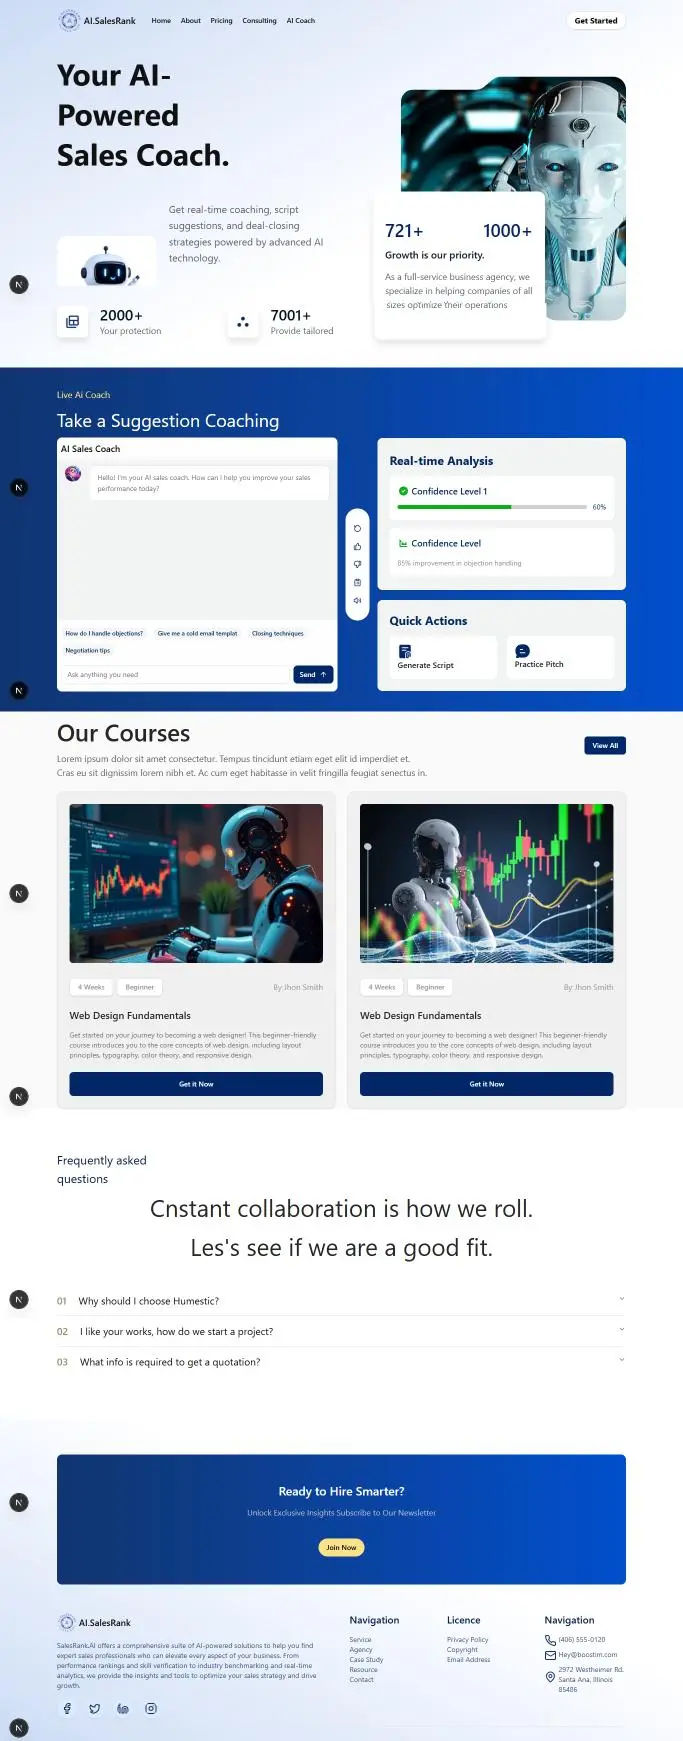 AI.SalesRank Home About Pricing Consulting AI Coach Get Started
Your AI-
Powered
Sales Coach.
Get real-time coaching, script
suggestions, and deal-closing
strategies powered by advanced AI
technology.
2000+
Your protection
7001+
Provide tailored
721+ 1000+
Growth is our priority.
As a full-service business agency, we
specialize in helping companies of all
sizes optimize their operations
N
Live Ai Coach
Take a Suggestion Coaching
AI Sales Coach
Hello! I'm your AI sales coach. How can I help you improve your sales
performance today?
N
How do I handle objections? Give me a cold email templat Closing techniques
Negotiation tips
Ask anything you need Send
N
Real-time Analysis
Confidence Level 1
60%
Confidence Level
85% improvement in objection handling
Quick Actions
Generate Script
Practice Pitch
Our Courses
Lorem ipsum dolor sit amet consectetur. Tempus tincidunt etiam eget elit id imperdiet et.
Cras eu sit dignissim lorem nibh et. Ac cum eget habitasse in velit fringilla feugiat senectus in.
View All
N
4 Weeks Beginner By Jhon Smith
Web Design Fundamentals
Get started on your journey to becoming a web designer! This beginner-friendly
course introduces you to the core concepts of web design, including layout
principles, typography, color theory, and responsive design.
Get it Now
4 Weeks Beginner By Jhon Smith
Web Design Fundamentals
Get started on your journey to becoming a web designer! This beginner-friendly
course introduces you to the core concepts of web design, including layout
principles, typography, color theory, and responsive design.
Get it Now
N
Frequently asked
questions
Cnstant collaboration is how we roll.
Les's see if we are a good fit.
N
01 Why should I choose Humestic?
02 I like your works, how do we start a project?
03 What info is required to get a quotation?
N
Ready to Hire Smarter?
Unlock Exclusive Insights Subscribe to Our Newsletter
Join Now
AI.SalesRank
SalesRank.AI offers a comprehensive suite of AI-powered solutions to help you find
expert sales professionals who can elevate every aspect of your business. From
performance rankings and skill verification to industry benchmarking and real-time
analytics, we provide the insights and tools to optimize your sales strategy and drive
growth.
Navigation
Service
Agency
Case Study
Resource
Contact
Licence
Privacy Policy
Copyright
Email Address
Navigation
(406) 555-0120
Hey@boostim.com
2972 Westheimer Rd.
Santa Ana, Illinois
85486
N